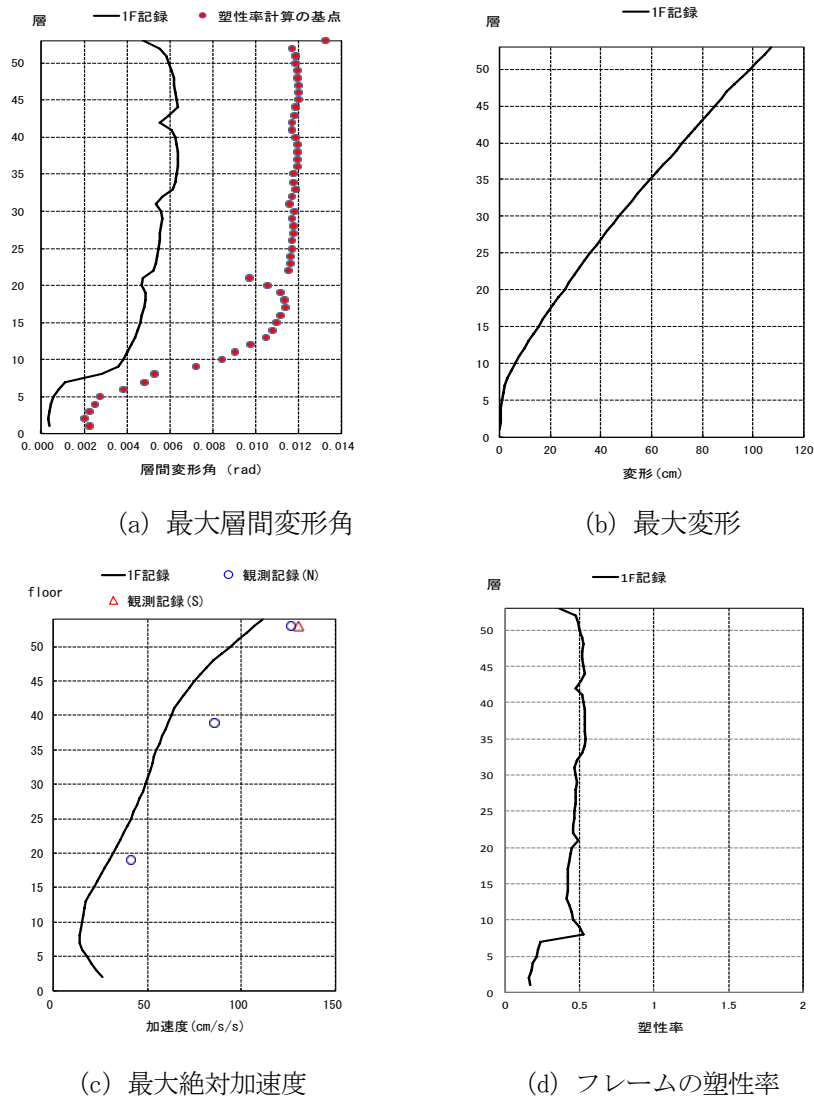 層
1F記録
塑性率計算の基点
50
45
40
35
30
25
20
15
10
5
0
0.000 0.002 0.004 0.006 0.008 0.010 0.012 0.014
層間変形角 (rad)
(a) 最大層間変形角
層
1F記録
50
45
40
35
30
25
20
15
10
5
0
0 20 40 60 80 100 120
変形(cm)
(b) 最大変形
floor
1F記録
観測記録(N)
観測記録(S)
50
45
40
35
30
25
20
15
10
5
0
0 50 100 150
加速度(cm/s/s)
(c) 最大絶対加速度
層
1F記録
50
45
40
35
30
25
20
15
10
5
0
0 0.5 1 1.5 2
塑性率
(d) フレームの塑性率